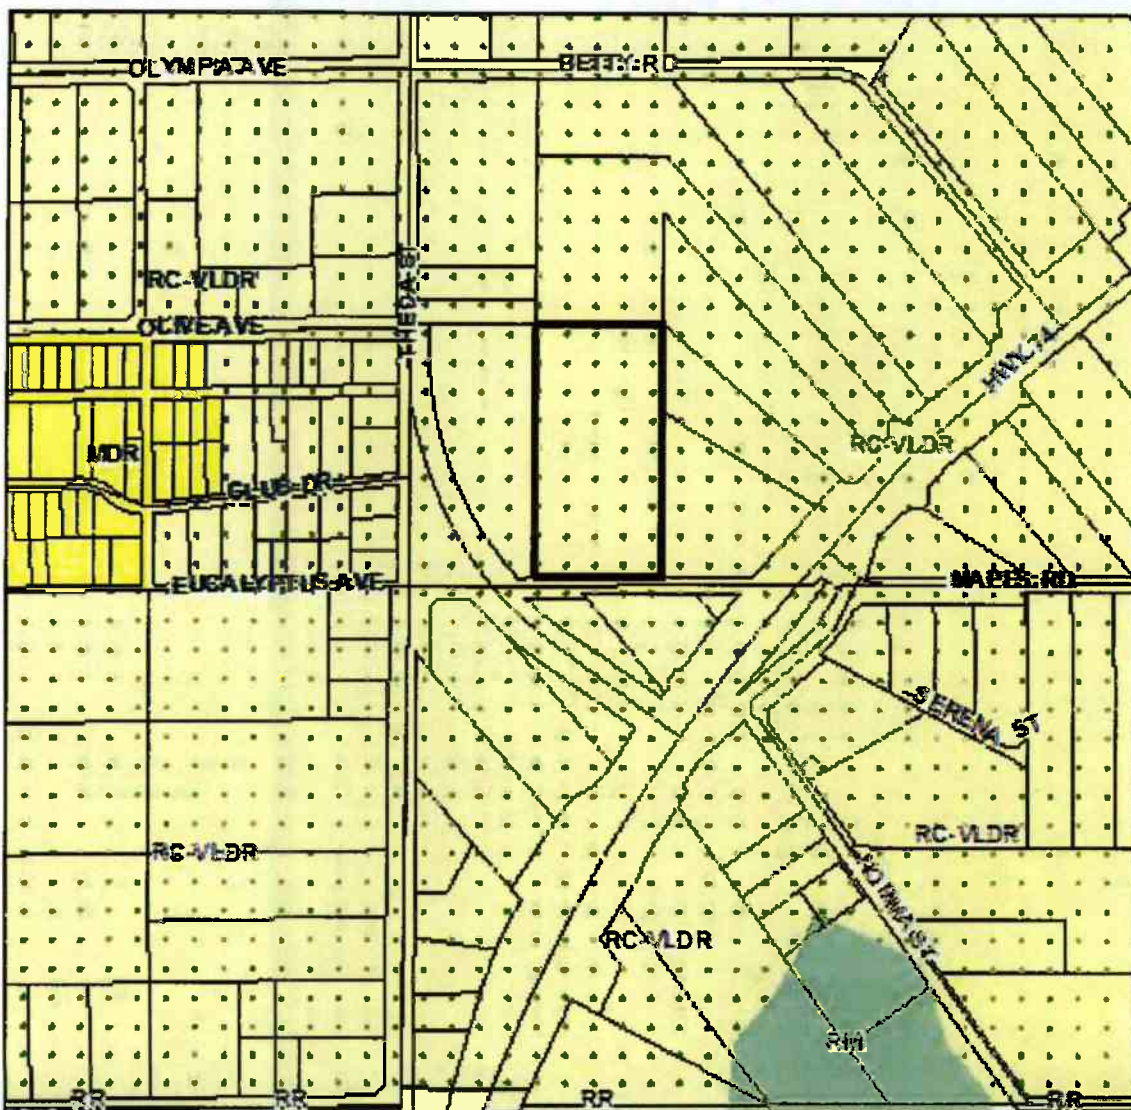 OLYMPIA AVE
BETTY RD
RC-VLDR
THEDA ST
OLIVE AVE
HWY 74
RC-VLDR
MDR
CLUB DR
EUCALYPTUS AVE
MAPES RD
SERENA ST
RC-VLDR
RC-VLDR
RC-VLDR
RM
RR
RR
RR
RR